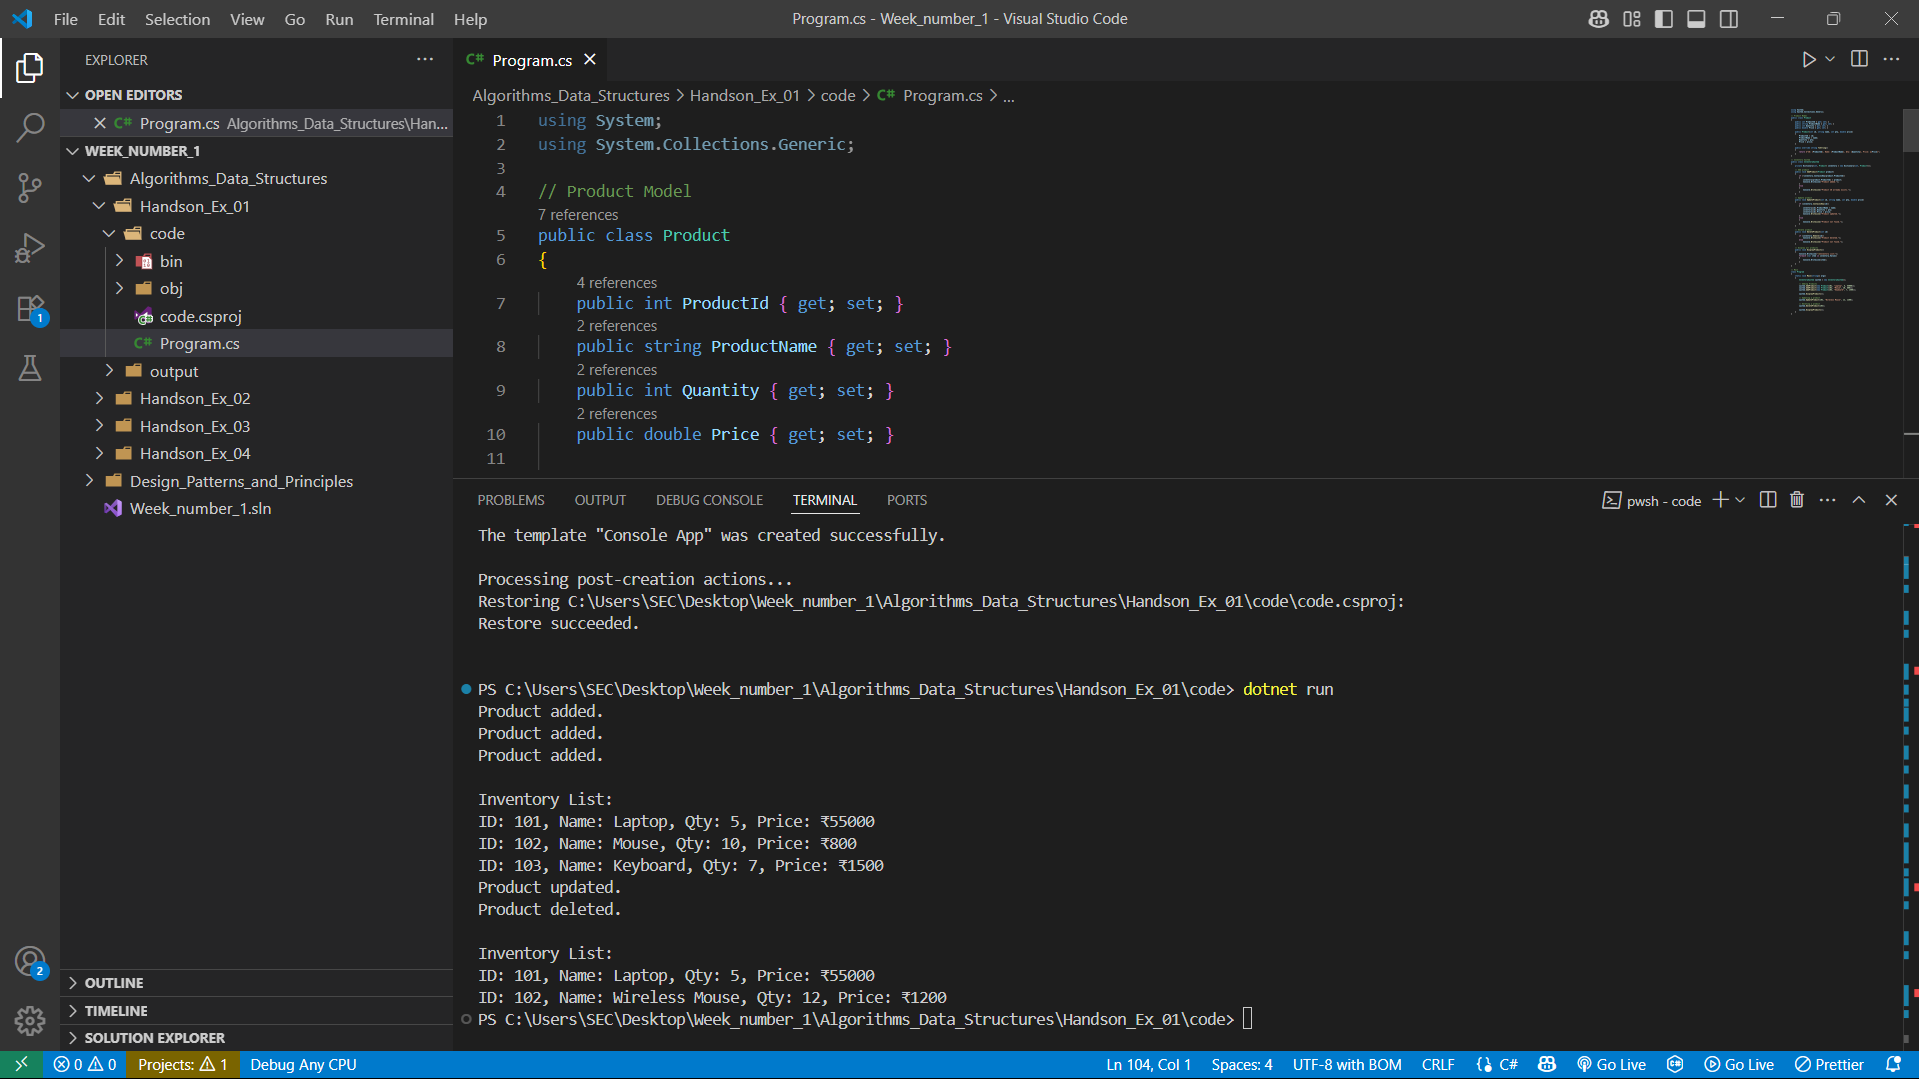 File Edit Selection View Go Run Terminal Help
Program.cs - Week_number_1 - Visual Studio Code
EXPLORER
OPEN EDITORS
C# Program.cs Algorithms_Data_Structures\Han...
WEEK_NUMBER_1
Algorithms_Data_Structures
Handson_Ex_01
code
bin
obj
code.csproj
C# Program.cs
output
Handson_Ex_02
Handson_Ex_03
Handson_Ex_04
Design_Patterns_and_Principles
Week_number_1.sln
OUTLINE
TIMELINE
SOLUTION EXPLORER
1
2
C# Program.cs
Algorithms_Data_Structures > Handson_Ex_01 > code > C# Program.cs > ...
1 using System;
2 using System.Collections.Generic;
3
4 // Product Model
7 references
5 public class Product
6 {
4 references
7 public int ProductId { get; set; }
2 references
8 public string ProductName { get; set; }
2 references
9 public int Quantity { get; set; }
2 references
10 public double Price { get; set; }
11
PROBLEMS OUTPUT DEBUG CONSOLE TERMINAL PORTS
pwsh - code
The template "Console App" was created successfully.
Processing post-creation actions...
Restoring C:\Users\SEC\Desktop\Week_number_1\Algorithms_Data_Structures\Handson_Ex_01\code\code.csproj:
Restore succeeded.
PS C:\Users\SEC\Desktop\Week_number_1\Algorithms_Data_Structures\Handson_Ex_01\code> dotnet run
Product added.
Product added.
Product added.
Inventory List:
ID: 101, Name: Laptop, Qty: 5, Price: ₹55000
ID: 102, Name: Mouse, Qty: 10, Price: ₹800
ID: 103, Name: Keyboard, Qty: 7, Price: ₹1500
Product updated.
Product deleted.
Inventory List:
ID: 101, Name: Laptop, Qty: 5, Price: ₹55000
ID: 102, Name: Wireless Mouse, Qty: 12, Price: ₹1200
PS C:\Users\SEC\Desktop\Week_number_1\Algorithms_Data_Structures\Handson_Ex_01\code>
0 0 Projects: 1 Debug Any CPU
Ln 104, Col 1 Spaces: 4 UTF-8 with BOM CRLF {} C# Go Live Go Live Prettier